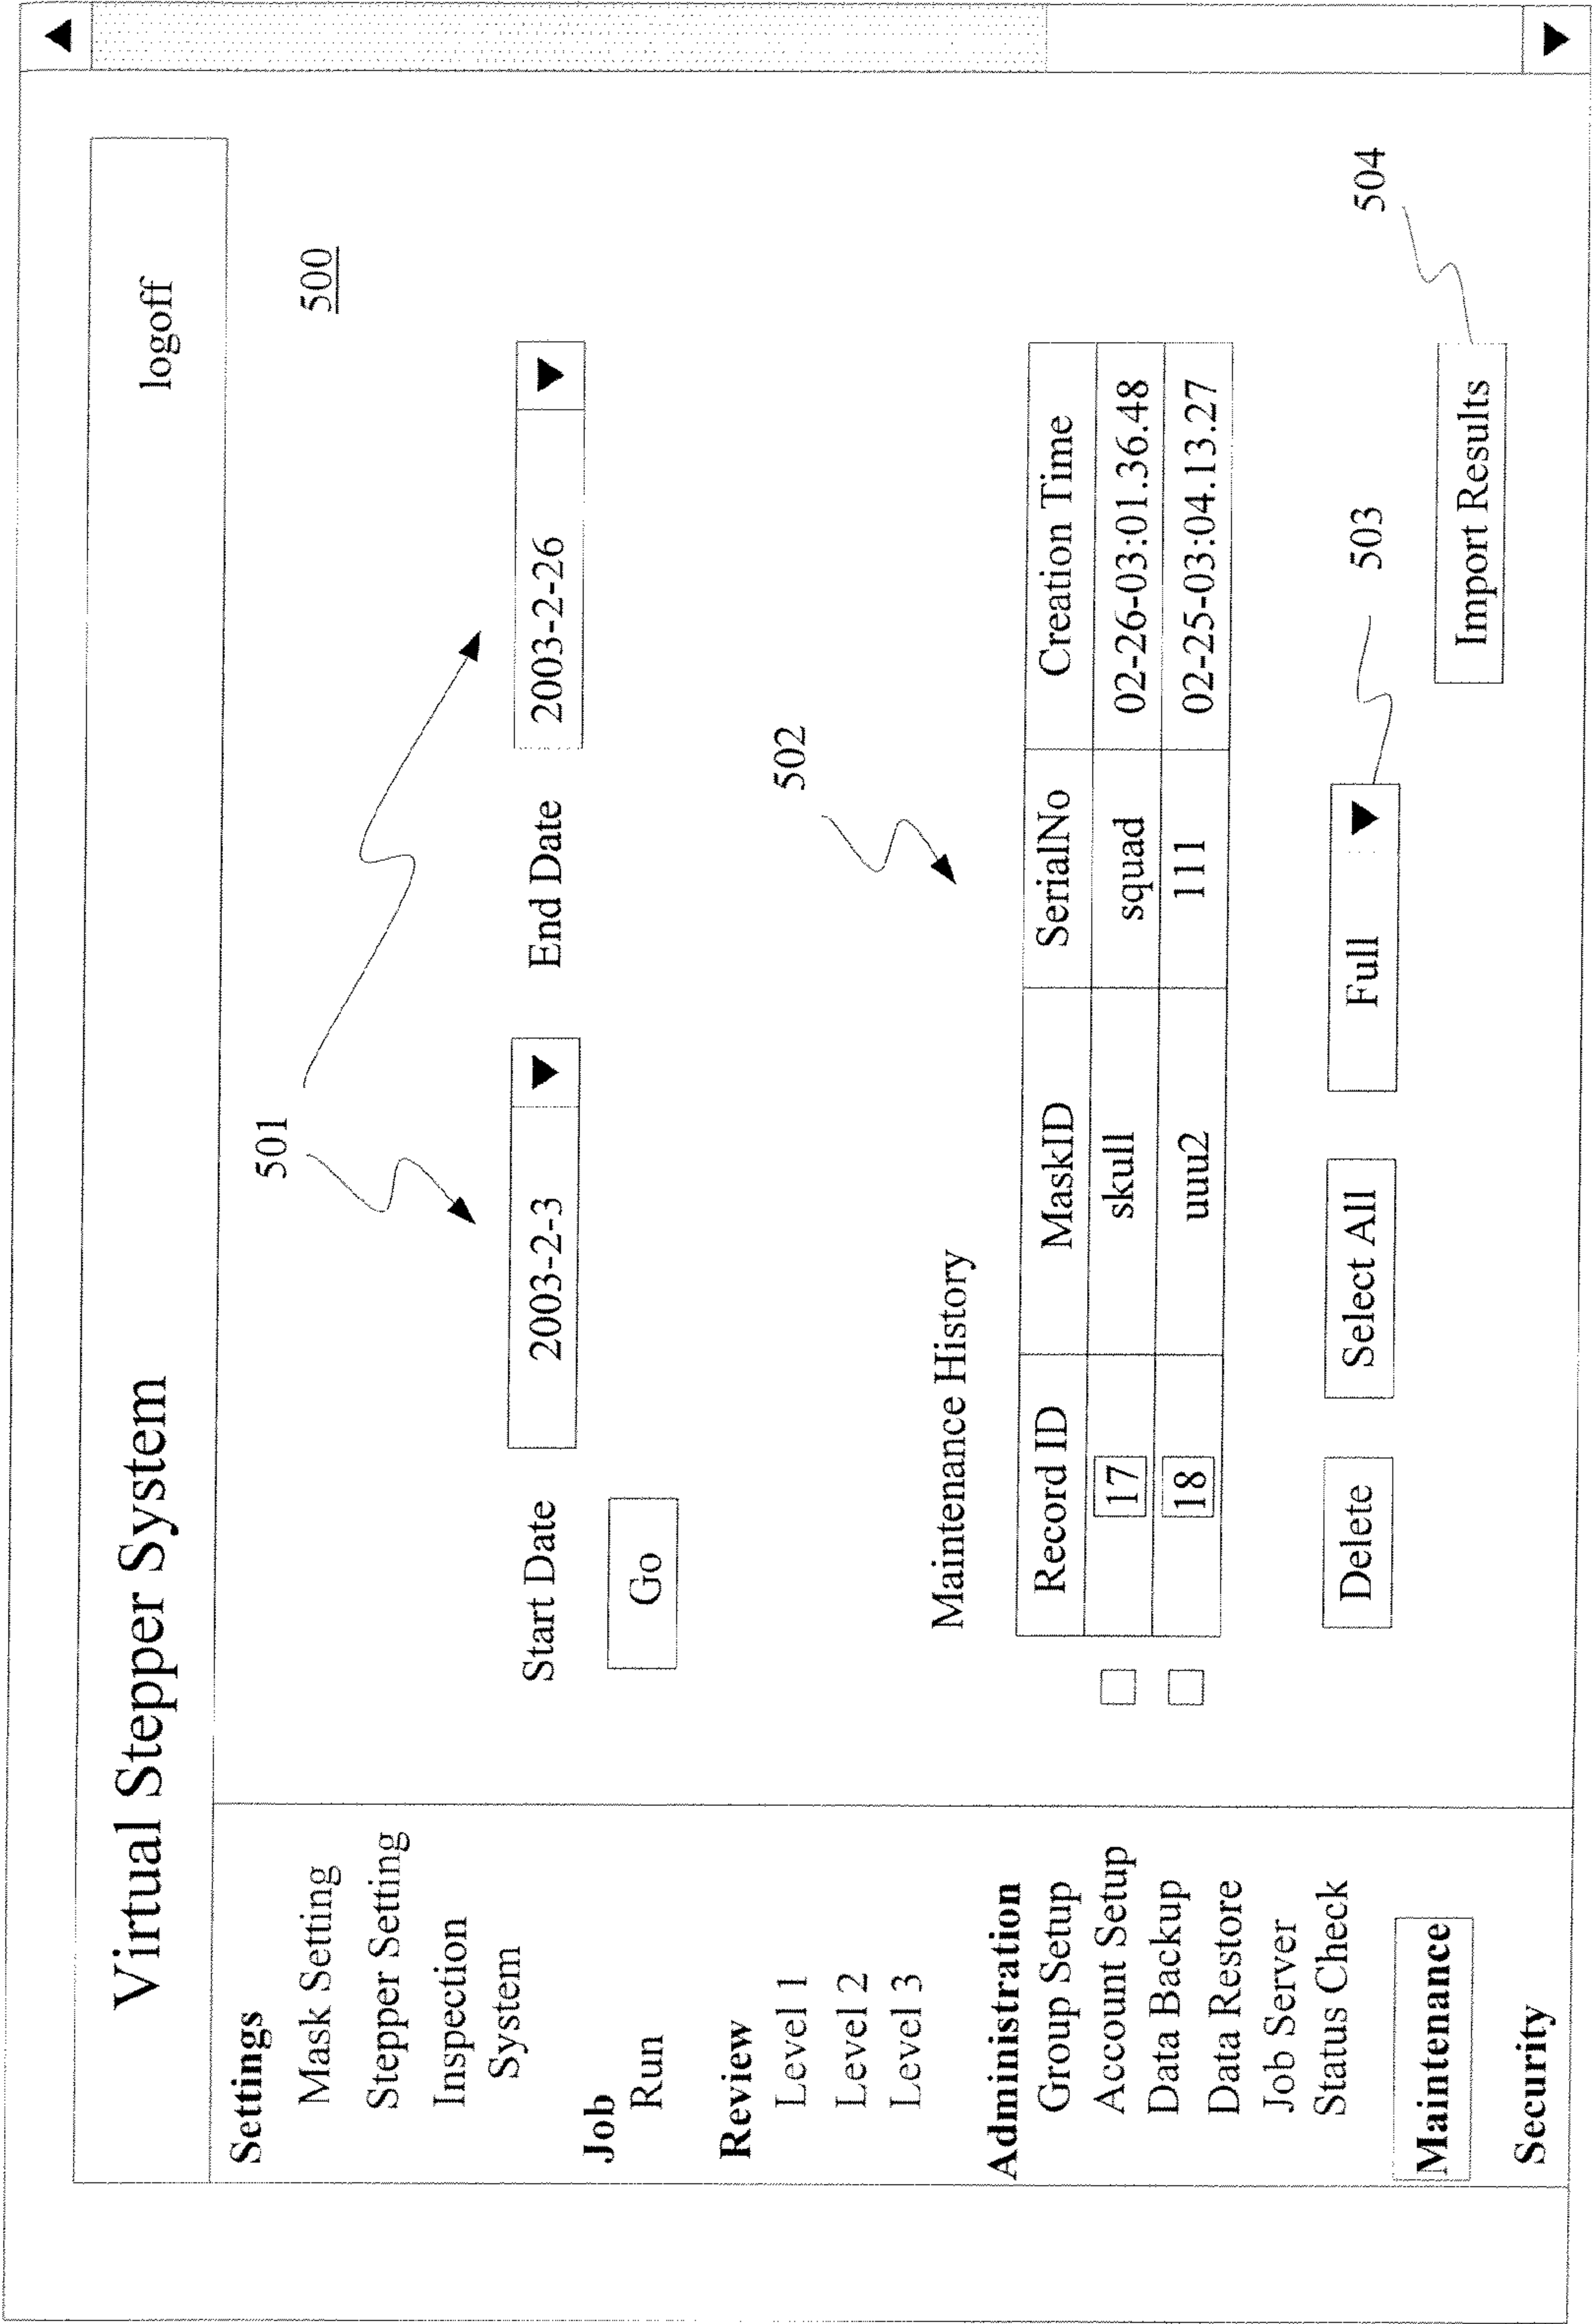 Virtual Stepper System
logoff
Settings
Mask Setting
Stepper Setting
Inspection
System
Job
Run
Review
Level 1
Level 2
Level 3
Administration
Group Setup
Account Setup
Data Backup
Data Restore
Job Server
Status Check
Maintenance
Security
500
501
Start Date 2003-2-3 End Date 2003-2-26
Go
502
Maintenance History
Record ID MaskID SerialNo Creation Time
17 skull squad 02-26-03:01.36.48
18 uuu2 111 02-25-03:04.13.27
503
504
Delete Select All Full
Import Results